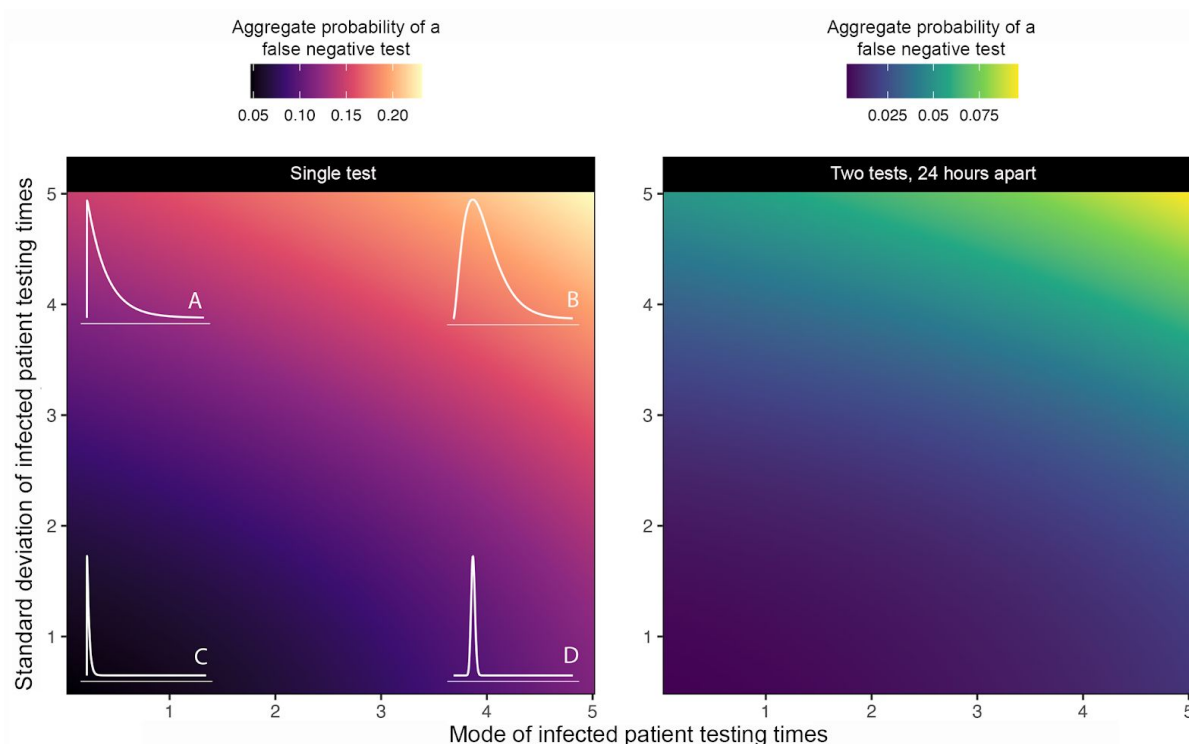 Aggregate probability of a
false negative test
0.05 0.10 0.15 0.20
Aggregate probability of a
false negative test
0.025 0.05 0.075
Single test
Two tests, 24 hours apart
Standard deviation of infected patient testing times
5
4
3
2
1
A
B
C
D
1 2 3 4 5
5
4
3
2
1
1 2 3 4 5
Mode of infected patient testing times